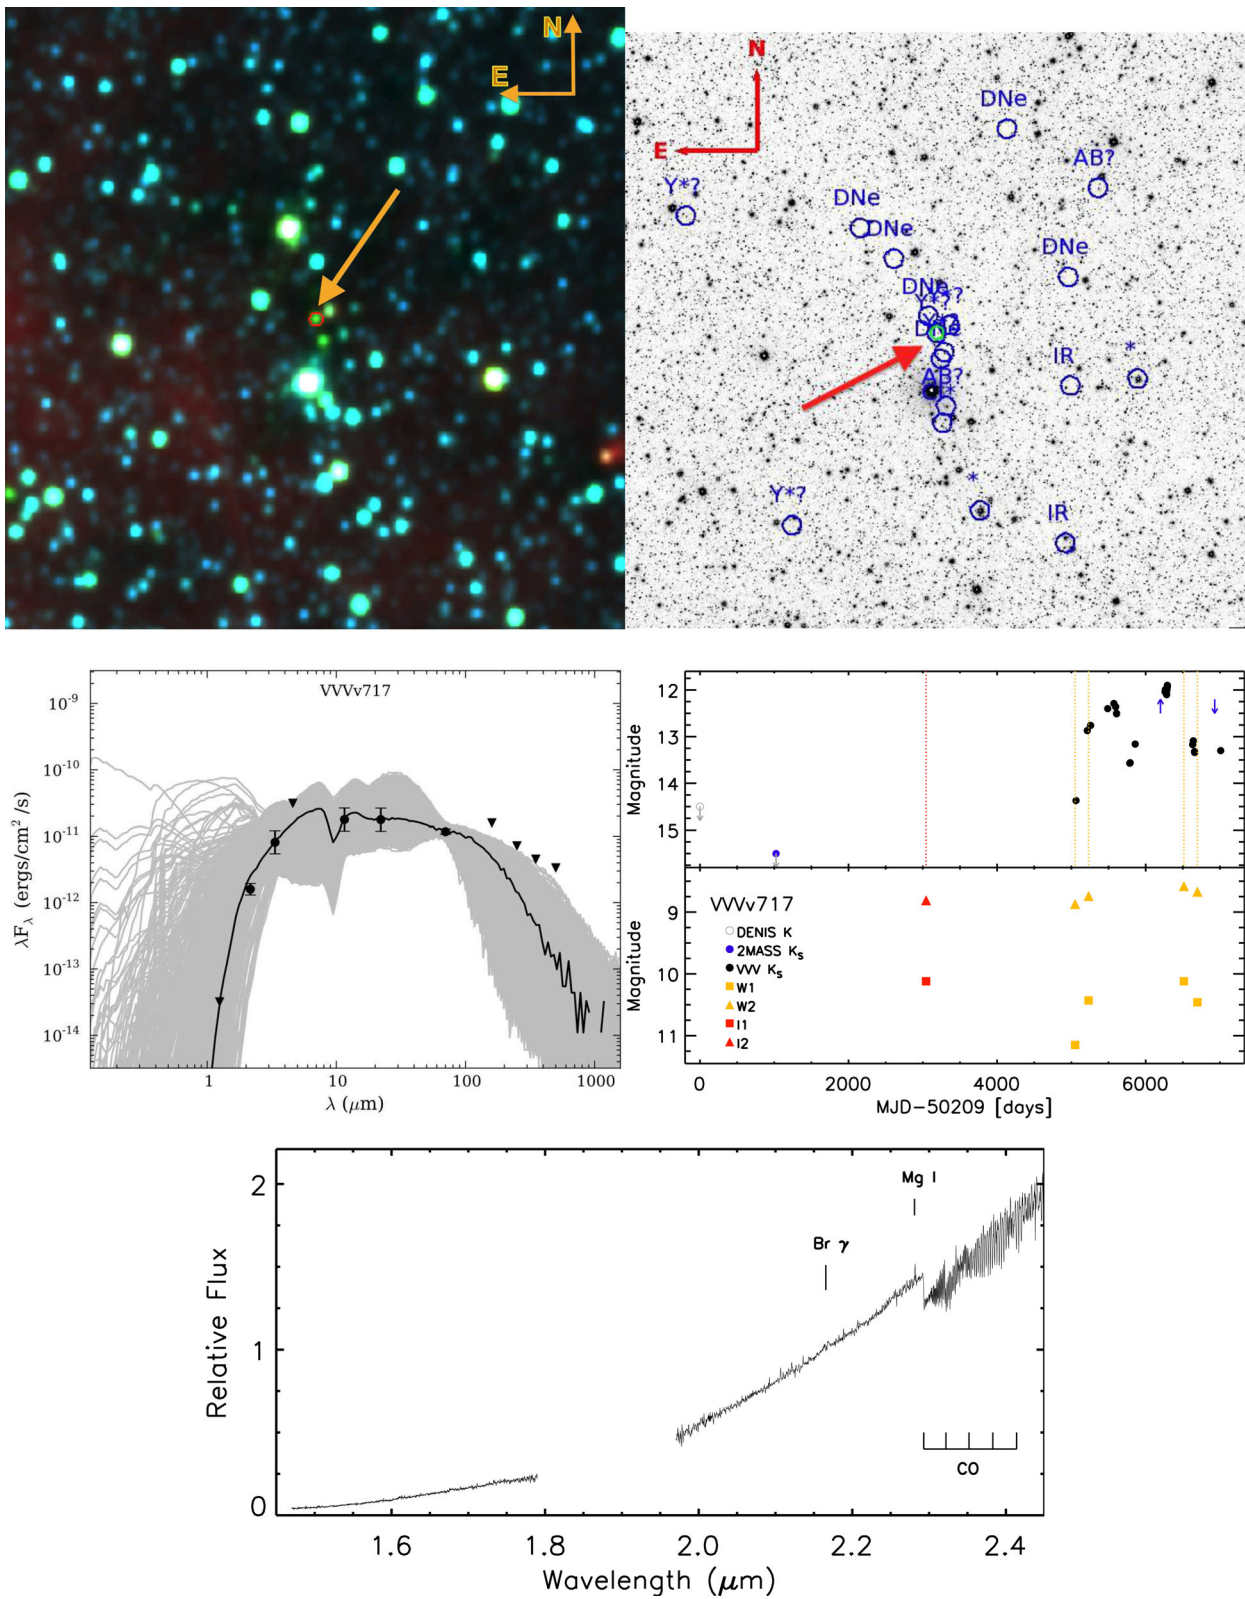 N
E
N
E
DNe
AB?
Y*?
DNe
DNe
DNe
DNe
IR
*
AB?
*
Y*?
IR
VVVv717
10⁻⁹
10⁻¹⁰
10⁻¹¹
10⁻¹²
10⁻¹³
10⁻¹⁴
λFλ (ergs/cm² /s)
1 10 100 1000
λ (μm)
12
13
14
15
Magnitude
9
10
11
Magnitude
VVVv717
DENIS K
2MASS Ks
VVV Ks
W1
W2
I1
I2
0 2000 4000 6000
MJD-50209 [days]
2
1
0
Relative Flux
Mg I
Br γ
CO
1.6 1.8 2.0 2.2 2.4
Wavelength (μm)